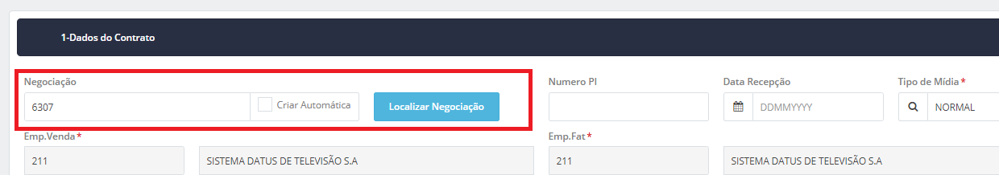 1-Dados do Contrato
Negociação
Numero PI
Data Recepção
Tipo de Mídia*
6307
Criar Automática
Localizar Negociação
DDMMYYYY
NORMAL
Emp.Venda*
Emp.Fat*
211
SISTEMA DATUS DE TELEVISÃO S.A
211
SISTEMA DATUS DE TELEVISÃO S.A